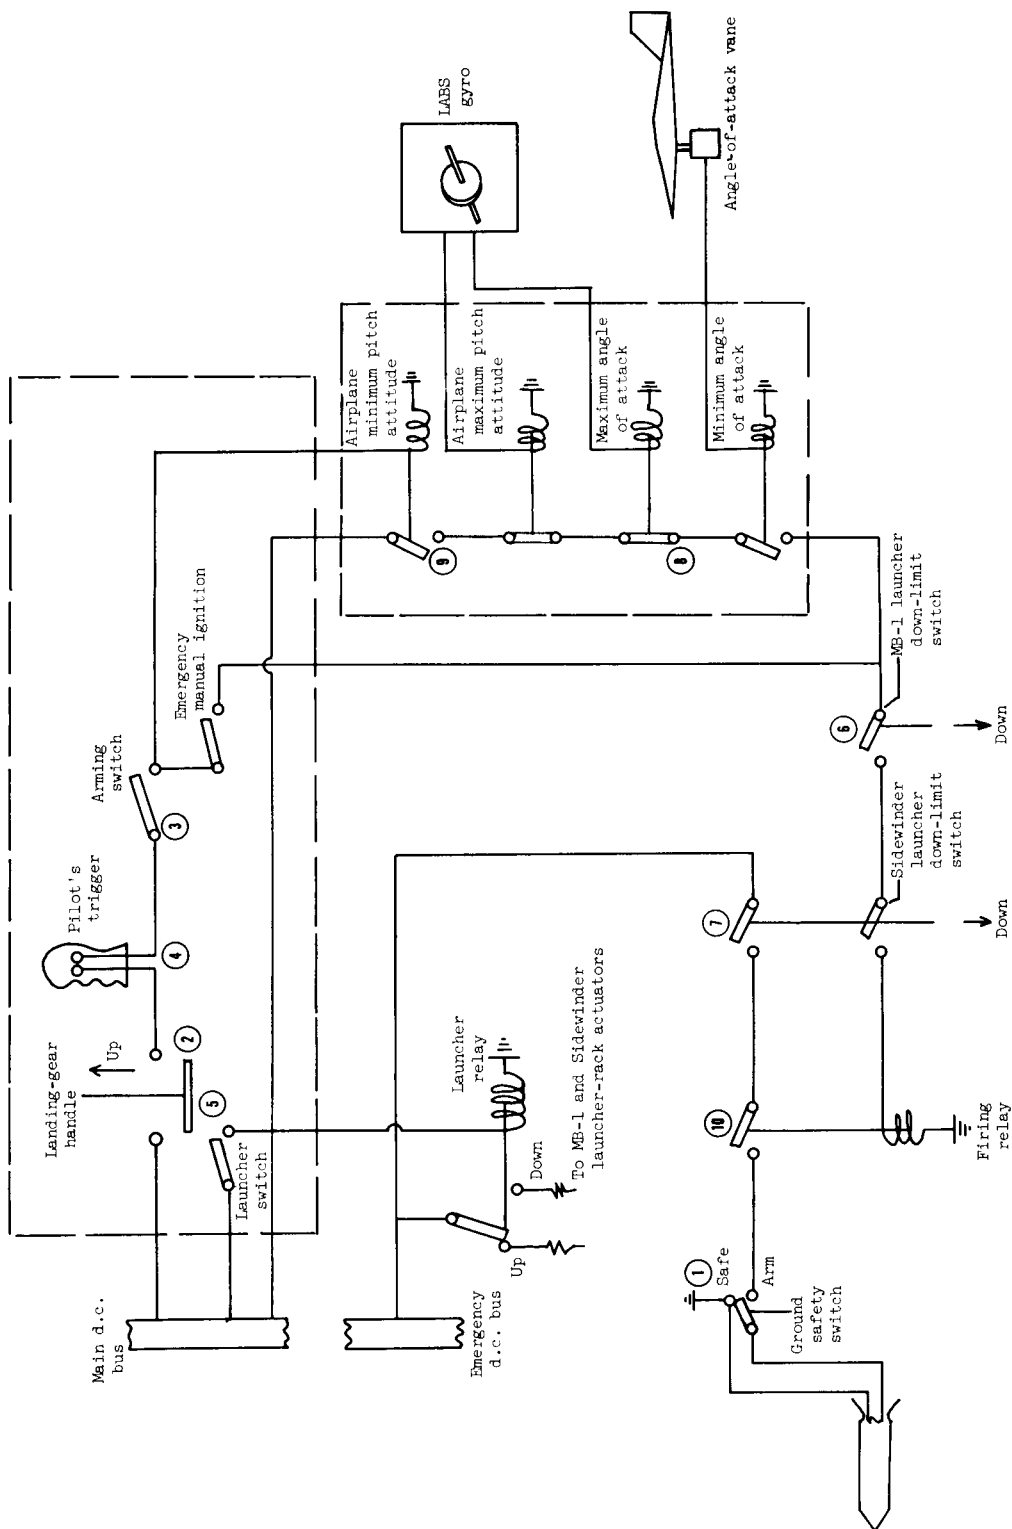 Main d.c.
bus
Landing-gear
handle
Up
2
5
Launcher
switch
Pilot's
trigger
4
3
Arming
switch
Emergency
manual ignition
LABS
gyro
Airplane
minimum pitch
attitude
Airplane
maximum pitch
attitude
Maximum angle
of attack
Minimum angle
of attack
Angle-of-attack vane
9
8
Emergency
d.c. bus
Launcher
relay
Up
Down
To MB-1 and Sidewinder
launcher-rack actuators
1
Safe
Arm
Ground
safety
switch
10
7
Firing
relay
Sidewinder
launcher
down-limit
switch
Down
6
MB-1 launcher
down-limit
switch
Down